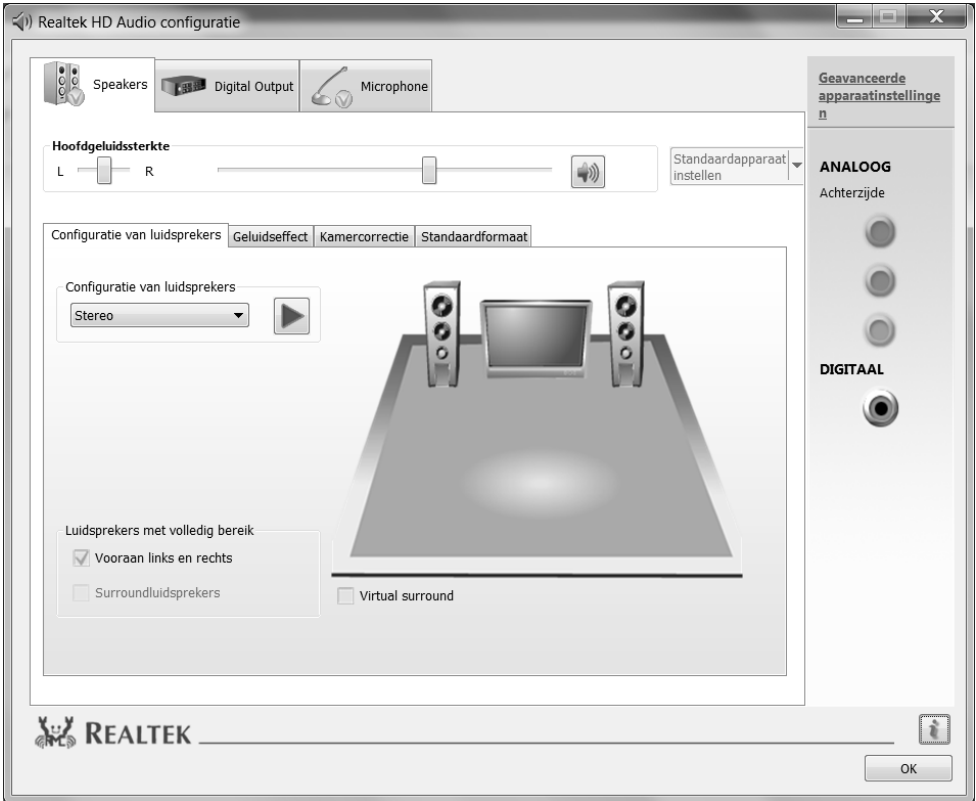 Realtek HD Audio configuratie
Speakers
Digital Output
Microphone
Geavanceerde
apparaatinstellinge
n
Hoofdgeluidssterkte
L
R
Standaardapparaat
instellen
ANALOOG
Achterzijde
Configuratie van luidsprekers
Geluidseffect
Kamercorrectie
Standaardformaat
Configuratie van luidsprekers
Stereo
DIGITAAL
Luidsprekers met volledig bereik
Vooraan links en rechts
Surroundluidsprekers
Virtual surround
REALTEK
i
OK